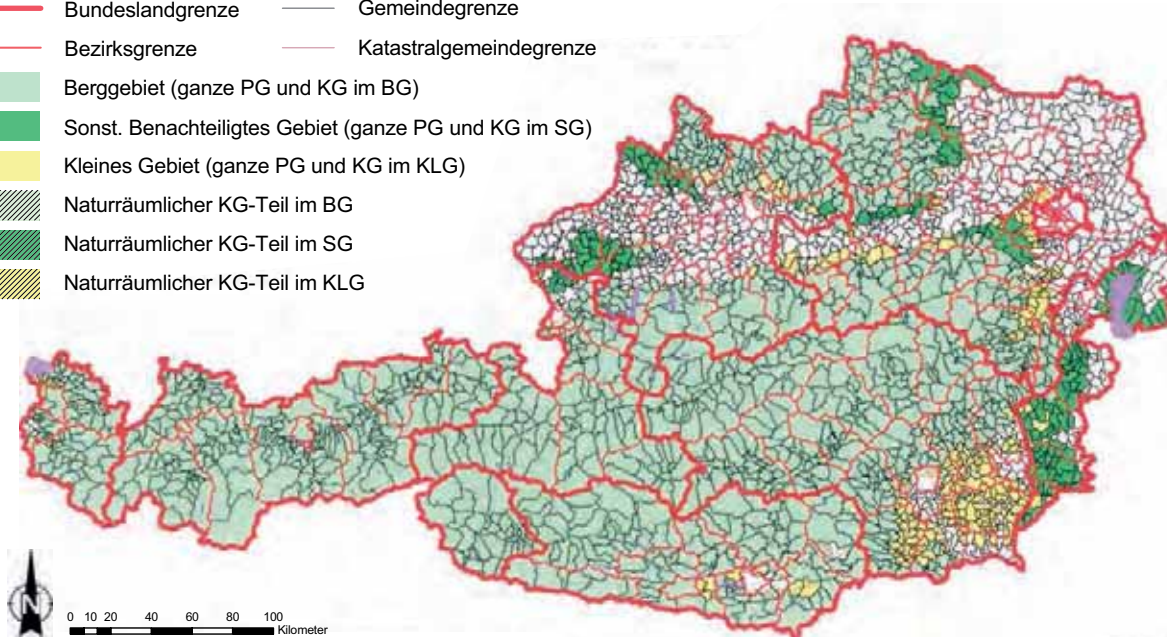 Bundeslandgrenze Gemeindegrenze
Bezirksgrenze Katastralgemeindegrenze
Berggebiet (ganze PG und KG im BG)
Sonst. Benachteiligtes Gebiet (ganze PG und KG im SG)
Kleines Gebiet (ganze PG und KG im KLG)
Naturräumlicher KG-Teil im BG
Naturräumlicher KG-Teil im SG
Naturräumlicher KG-Teil im KLG
N
0 10 20 40 60 80 100
Kilometer